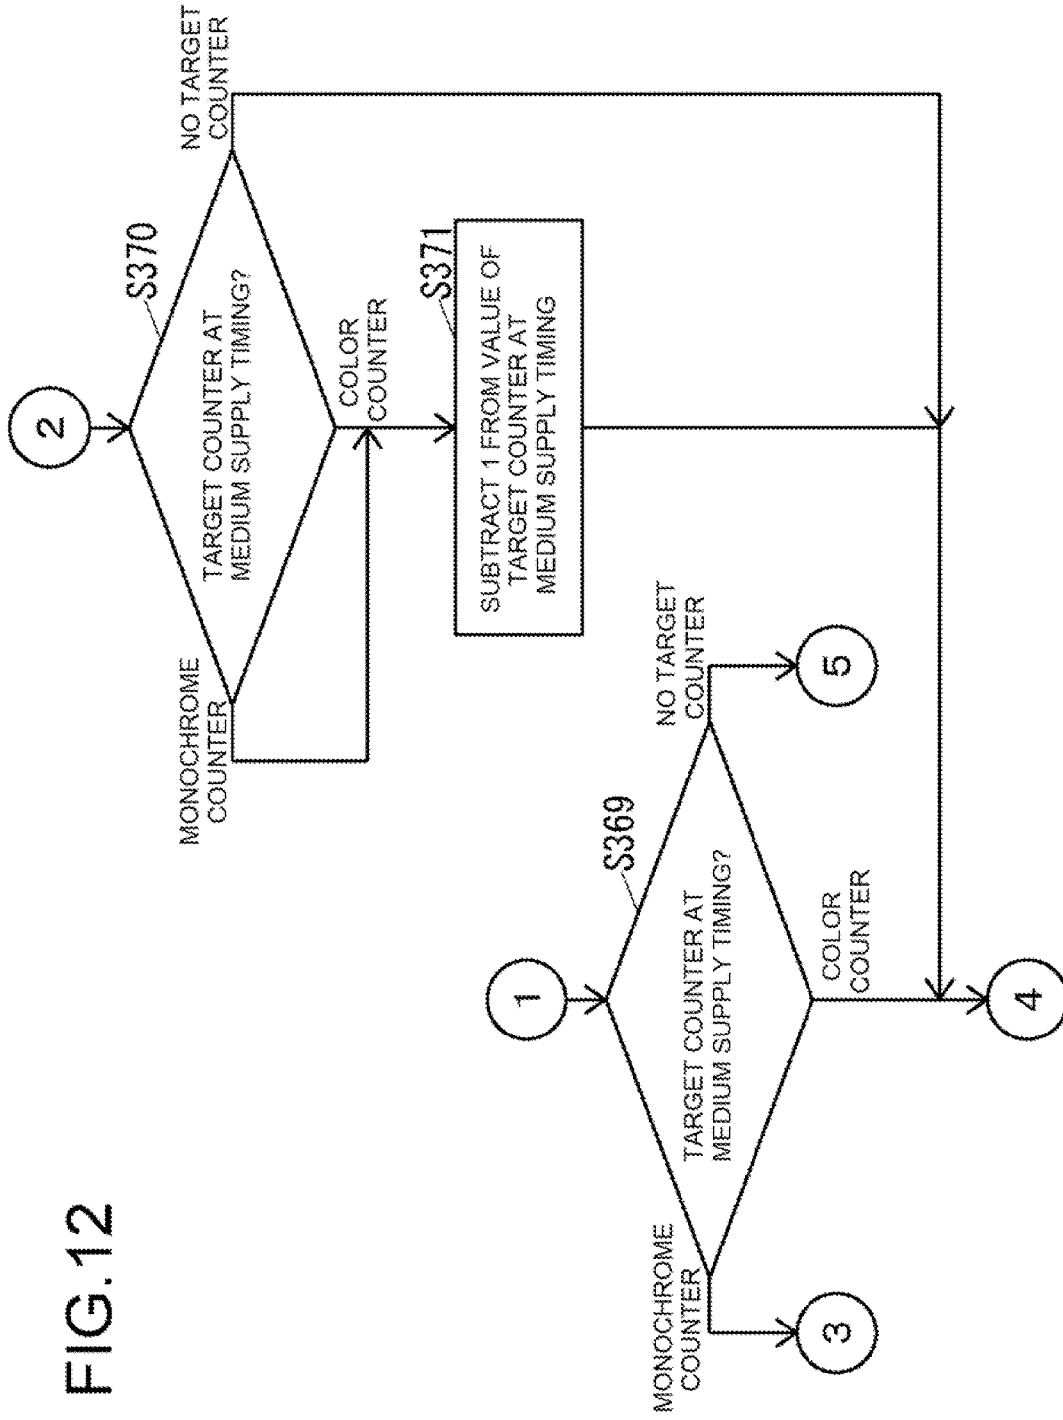 FIG.12
1
S369
TARGET COUNTER AT
MEDIUM SUPPLY TIMING?
MONOCHROME
COUNTER
3
COLOR
COUNTER
4
NO TARGET
COUNTER
5
2
S370
TARGET COUNTER AT
MEDIUM SUPPLY TIMING?
MONOCHROME
COUNTER
COLOR
COUNTER
NO TARGET
COUNTER
S371
SUBTRACT 1 FROM VALUE OF
TARGET COUNTER AT
MEDIUM SUPPLY TIMING